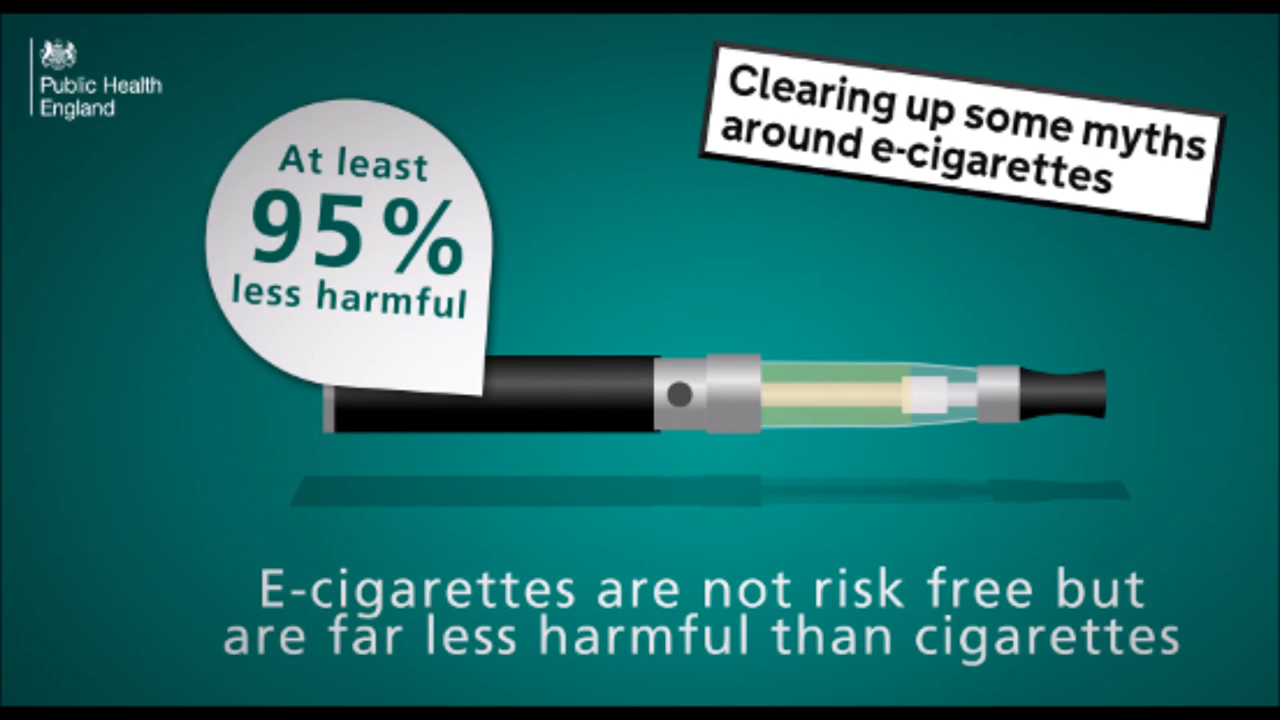 Public Health
England
Clearing up some myths
around e-cigarettes
At least
95%
less harmful
E-cigarettes are not risk free but
are far less harmful than cigarettes